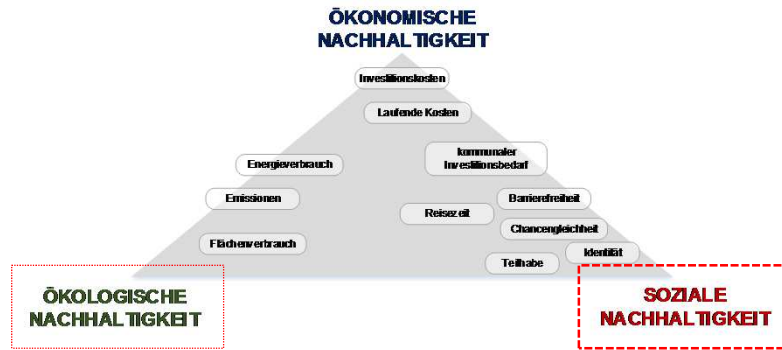 ÖKONOMISCHE
NACHHALTIGKEIT
Investitionskosten
Laufende Kosten
kommunaler
Investitionsbedarf
Energieverbrauch
Emissionen
Barrierefreiheit
Reisezeit
Chancengleichheit
Flächenverbrauch
Identität
Teilhabe
ÖKOLOGISCHE
NACHHALTIGKEIT
SOZIALE
NACHHALTIGKEIT